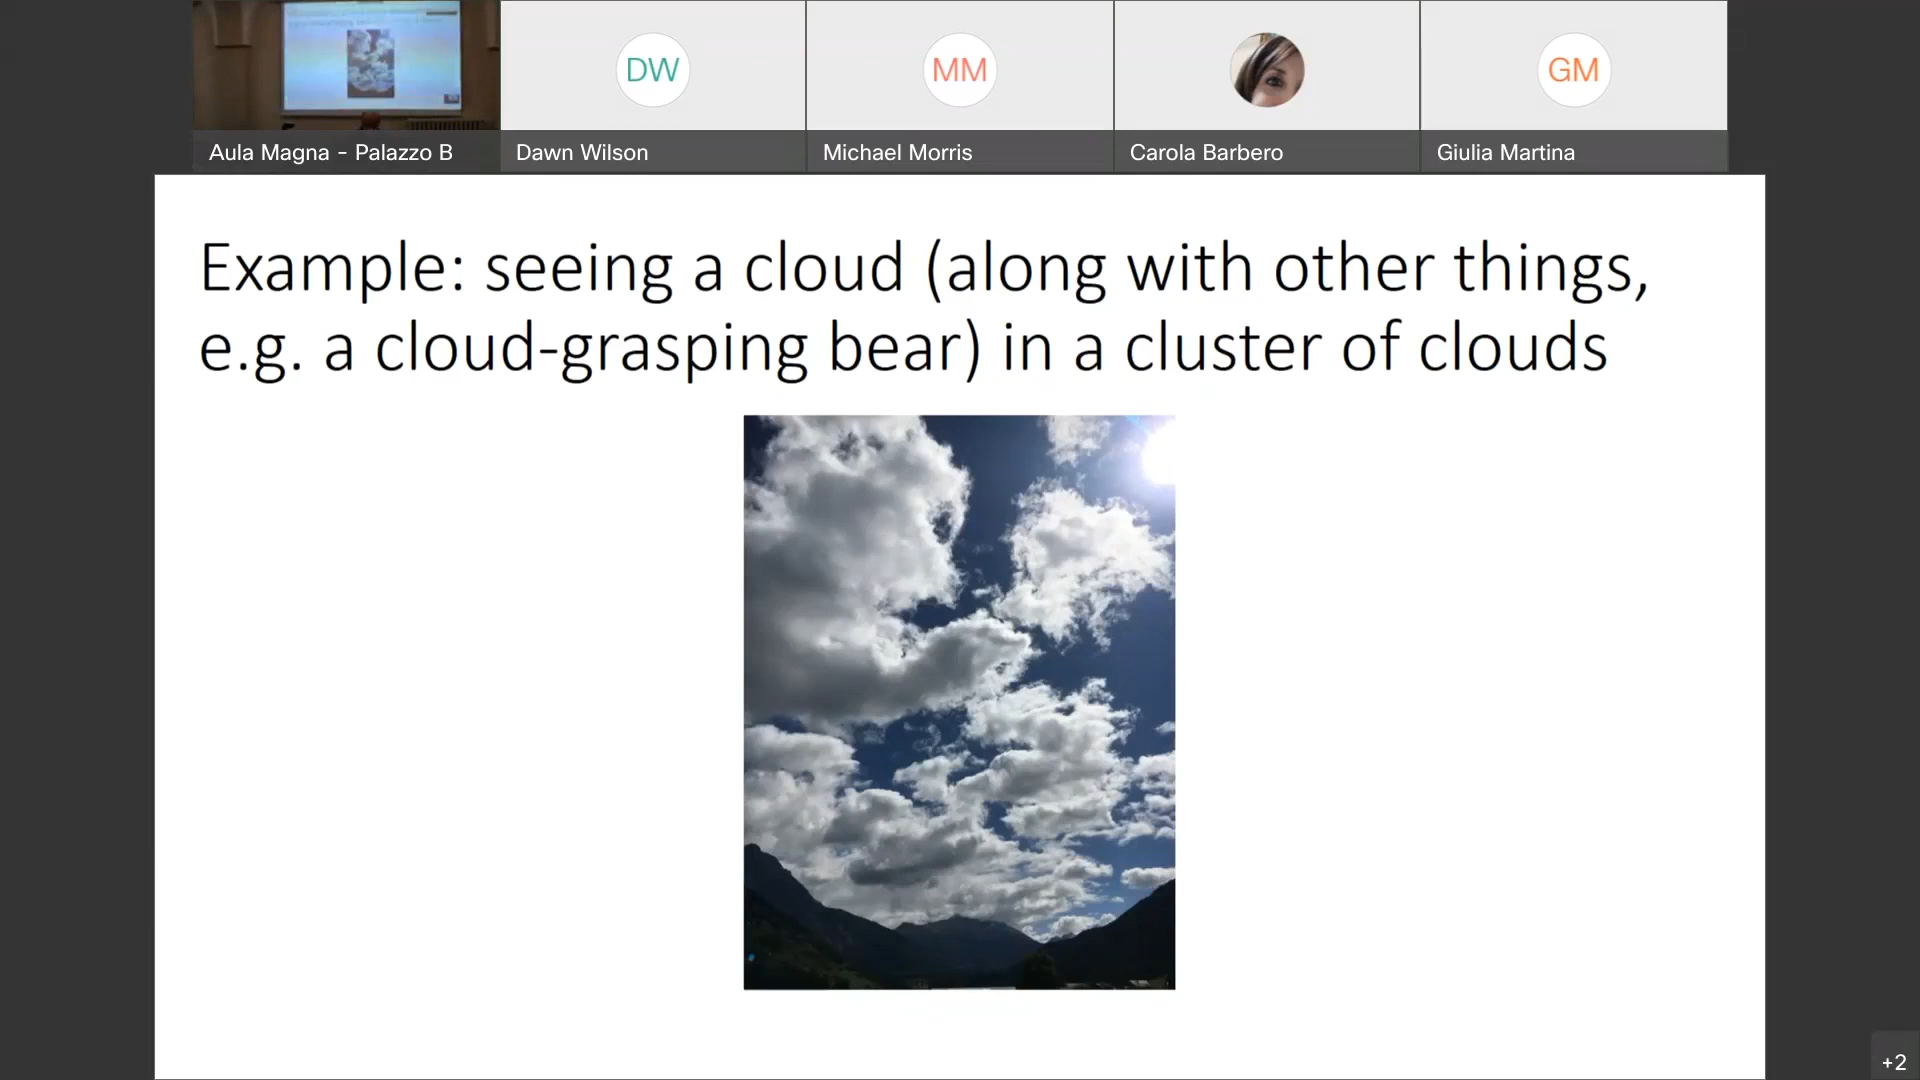 DW
MM
GM
Aula Magna - Palazzo B
Dawn Wilson
Michael Morris
Carola Barbero
Giulia Martina
Example: seeing a cloud (along with other things,
e.g. a cloud-grasping bear) in a cluster of clouds
+2